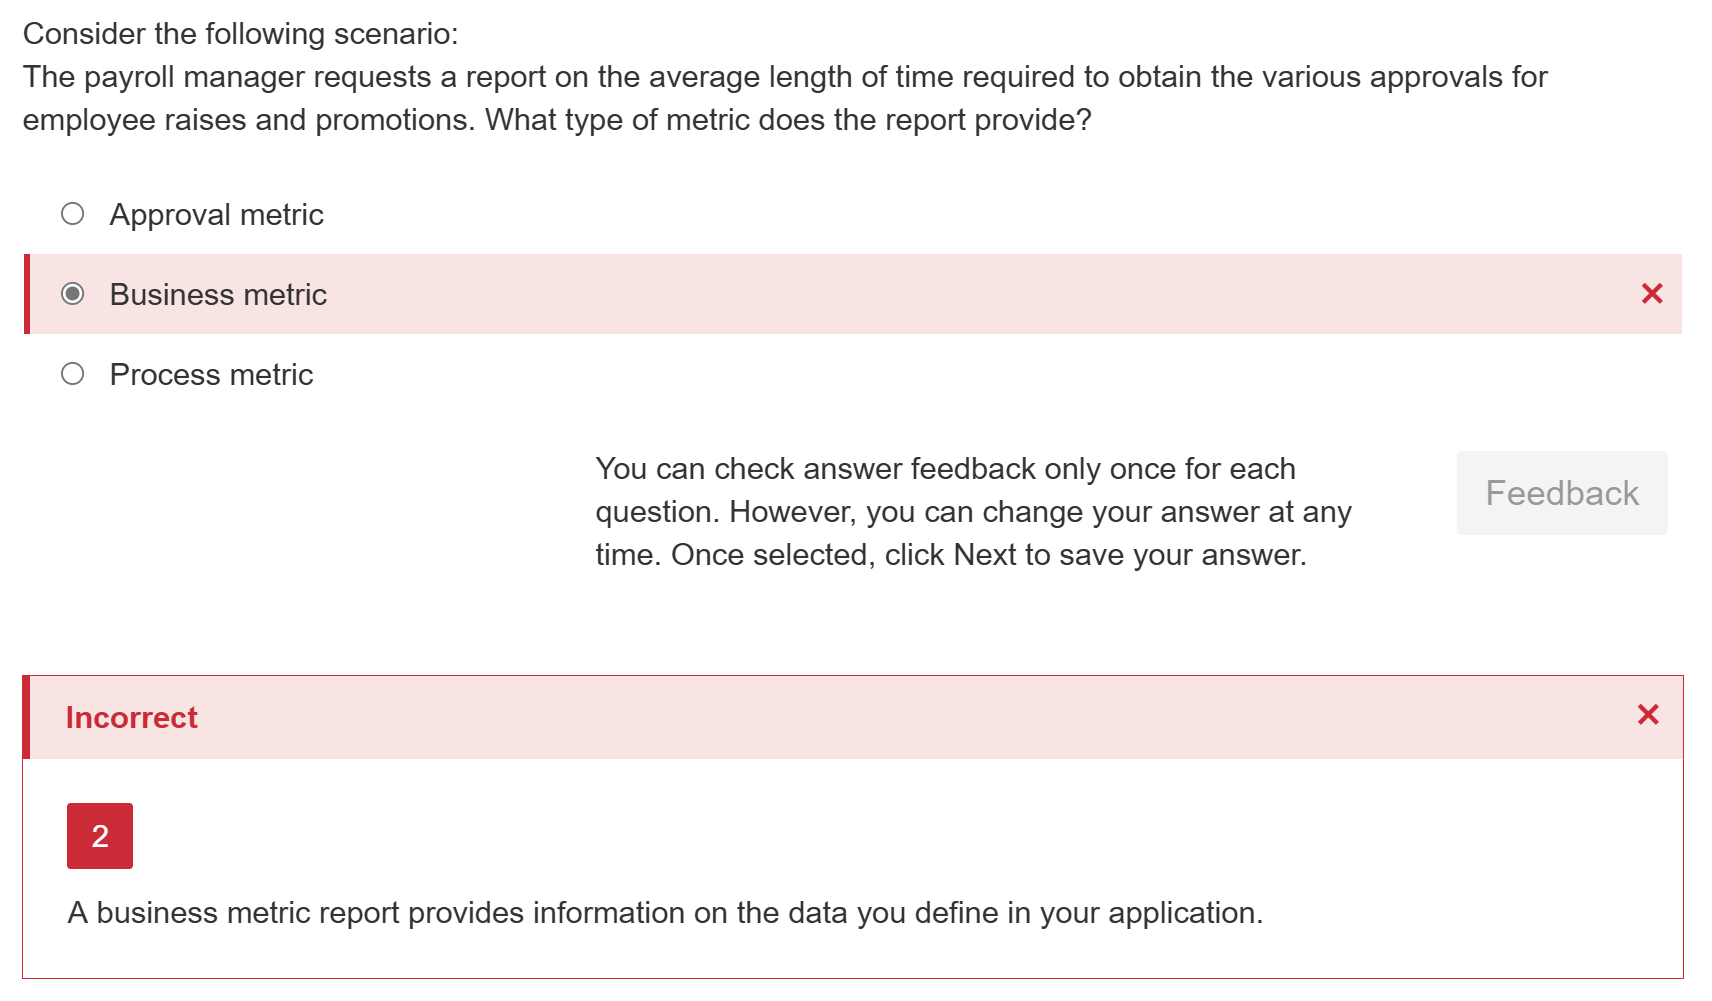 Consider the following scenario:
The payroll manager requests a report on the average length of time required to obtain the various approvals for
employee raises and promotions. What type of metric does the report provide?
Approval metric
Business metric
Process metric
You can check answer feedback only once for each
question. However, you can change your answer at any
time. Once selected, click Next to save your answer.
Feedback
Incorrect
2
A business metric report provides information on the data you define in your application.